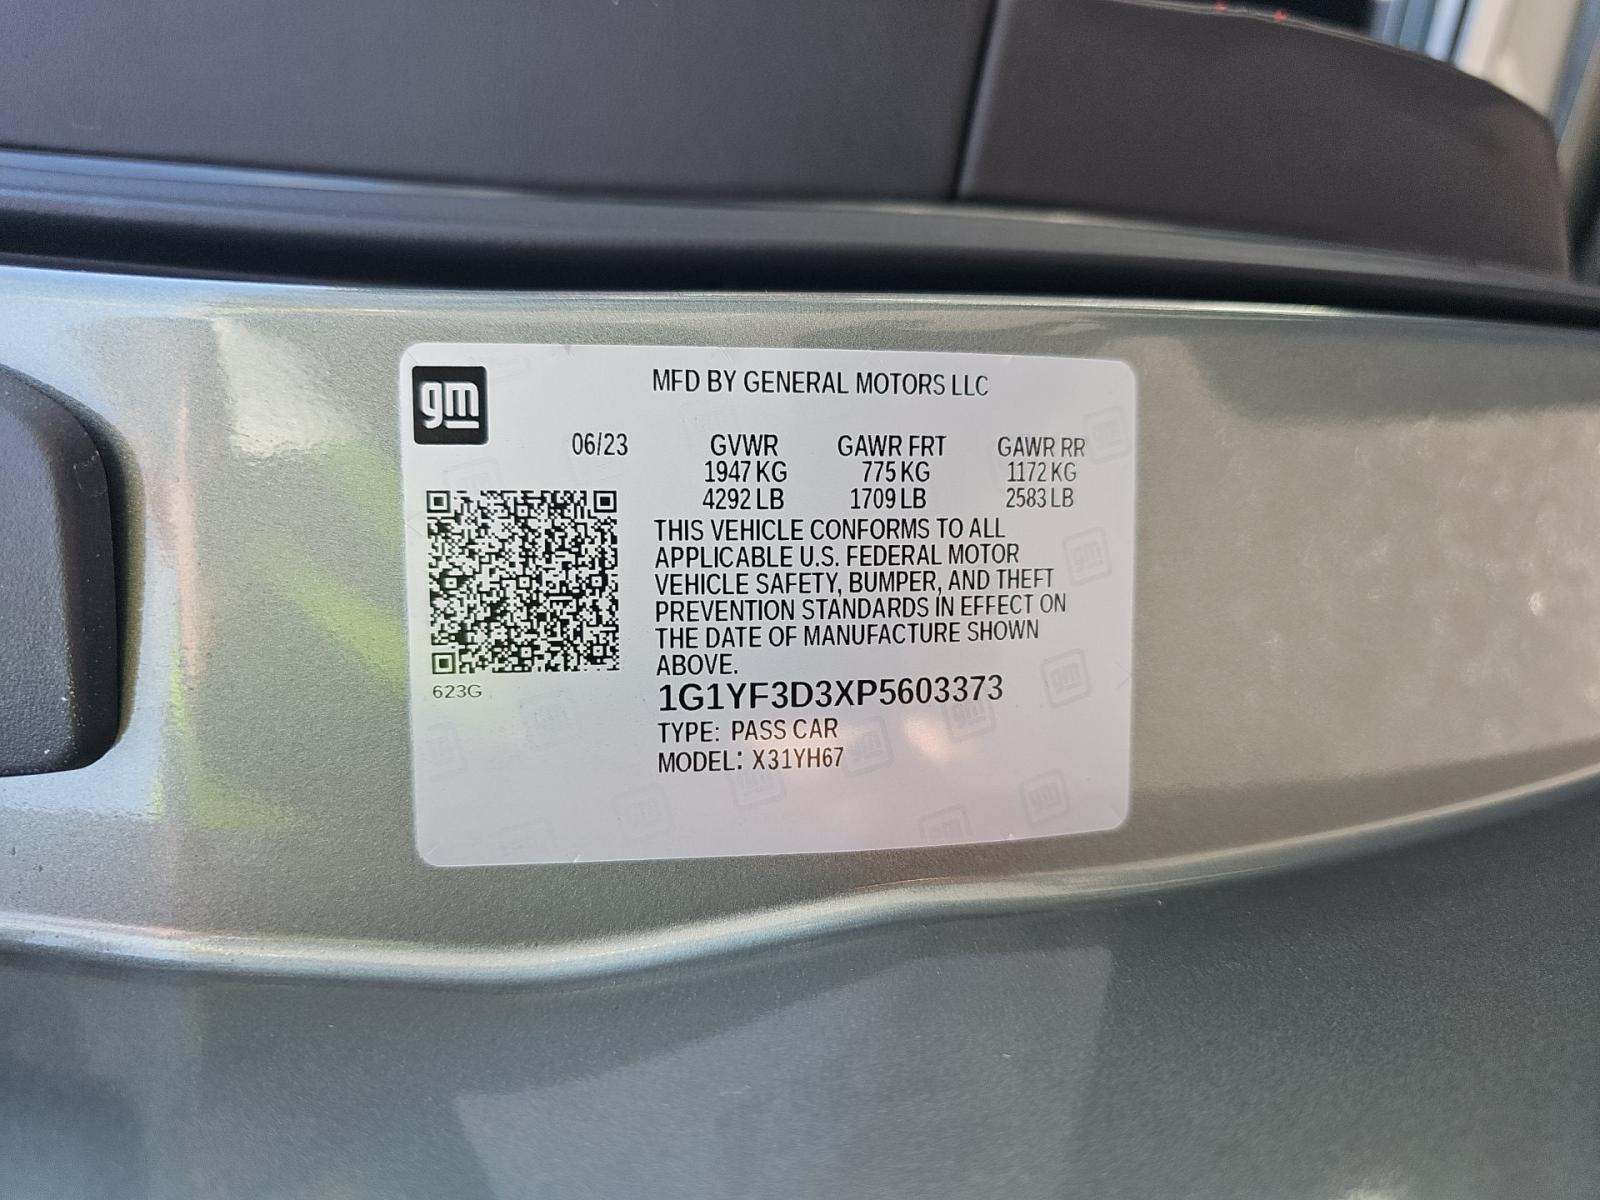 gm
MFD BY GENERAL MOTORS LLC
06/23 GVWR GAWR FRT GAWR RR
1947 KG 775 KG 1172 KG
4292 LB 1709 LB 2583 LB
THIS VEHICLE CONFORMS TO ALL
APPLICABLE U.S. FEDERAL MOTOR
VEHICLE SAFETY, BUMPER, AND THEFT
PREVENTION STANDARDS IN EFFECT ON
THE DATE OF MANUFACTURE SHOWN
ABOVE.
623G
1G1YF3D3XP5603373
TYPE: PASS CAR
MODEL: X31YH67